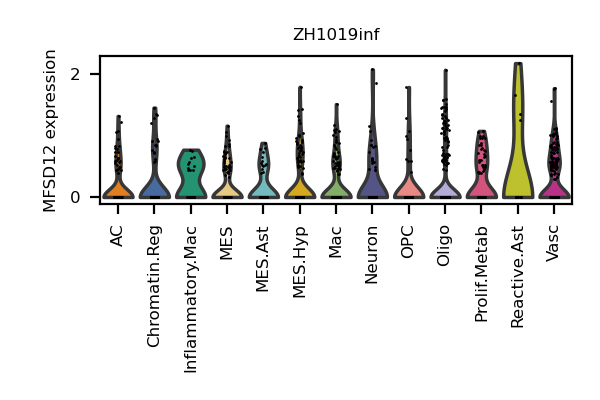 ZH1019inf
MFSD12 expression
2
0
AC
Chromatin.Reg
Inflammatory.Mac
MES
MES.Ast
MES.Hyp
Mac
Neuron
OPC
Oligo
Prolif.Metab
Reactive.Ast
Vasc